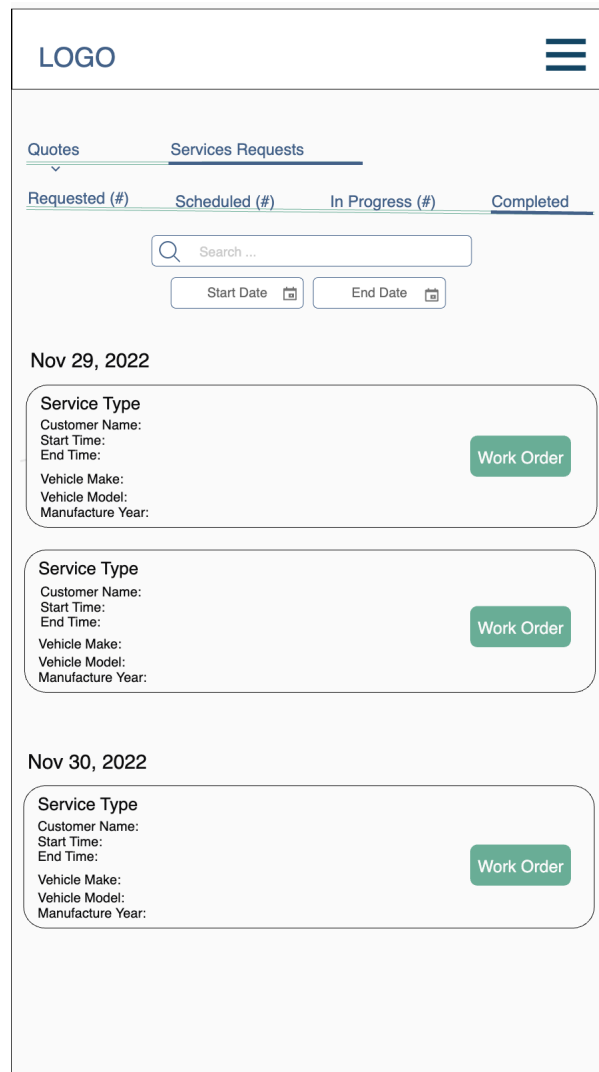 LOGO
Quotes Services Requests
Requested (#) Scheduled (#) In Progress (#) Completed
Search ...
Start Date End Date
Nov 29, 2022
Service Type
Customer Name:
Start Time:
End Time:
Work Order
Vehicle Make:
Vehicle Model:
Manufacture Year:
Service Type
Customer Name:
Start Time:
End Time:
Work Order
Vehicle Make:
Vehicle Model:
Manufacture Year:
Nov 30, 2022
Service Type
Customer Name:
Start Time:
End Time:
Work Order
Vehicle Make:
Vehicle Model:
Manufacture Year: